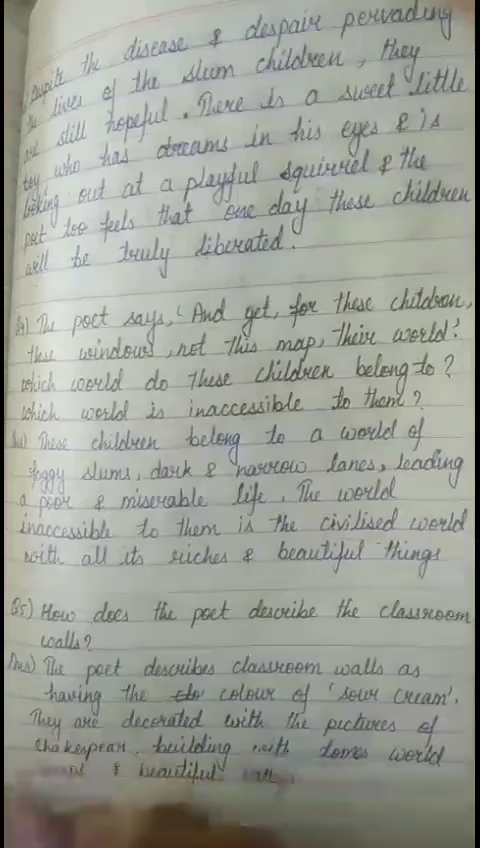 Despite the disease & despair pervading
the lives of the slum children, they
are still hopeful. There is a sweet little
boy who has dreams in his eyes & is
looking out at a playful squirrel & the
poet too feels that one day these children
will be truly liberated.
Q4) The poet says, 'And get, for these children,
these windows, not this map, their world'.
which world do these children belong to?
which world is inaccessible to them?
Ans) These children belong to a world of
foggy slums, dark & narrow lanes, leading
a poor & miserable life. The world
inaccessible to them is the civilised world
with all its riches & beautiful things
Q5) How does the poet describe the classroom
walls?
Ans) The poet describes classroom walls as
having the colour of 'sour cream'.
They are decorated with the pictures of
Shakespear, building with domes world
& beautiful